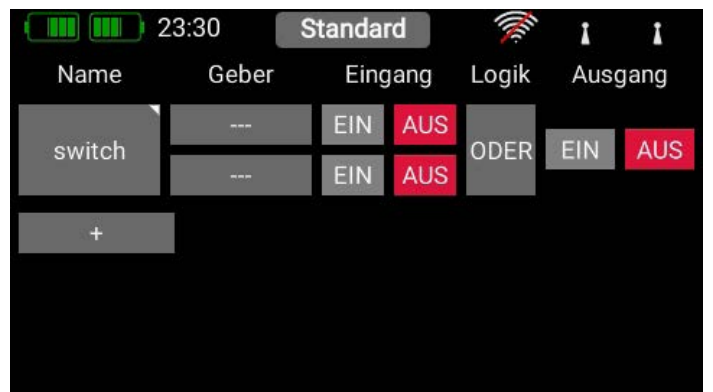 23:30 Standard
Name Geber Eingang Logik Ausgang
switch --- EIN AUS ODER EIN AUS
--- EIN AUS
+